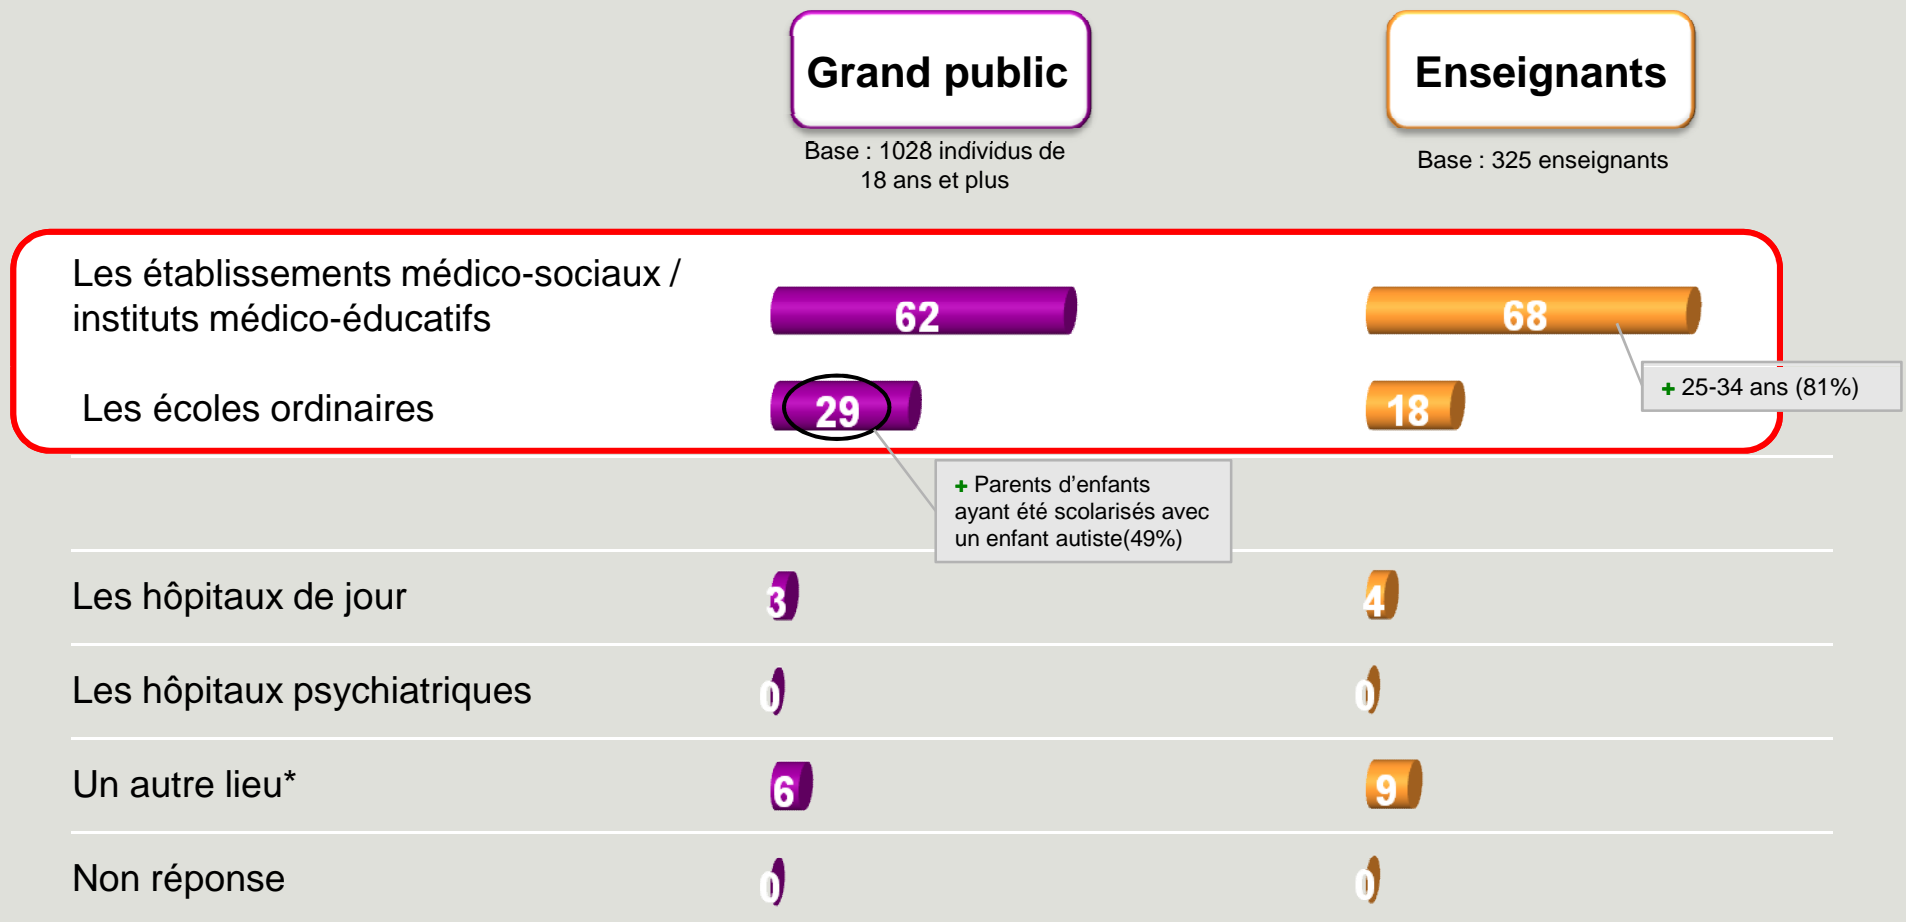 Grand public
Enseignants
Base : 1028 individus de
18 ans et plus
Base : 325 enseignants
Les établissements médico-sociaux /
instituts médico-éducatifs
62
68
+ 25-34 ans (81%)
Les écoles ordinaires
29
18
+ Parents d'enfants
ayant été scolarisés avec
un enfant autiste(49%)
Les hôpitaux de jour
3
4
Les hôpitaux psychiatriques
0
0
Un autre lieu*
6
9
Non réponse
0
0